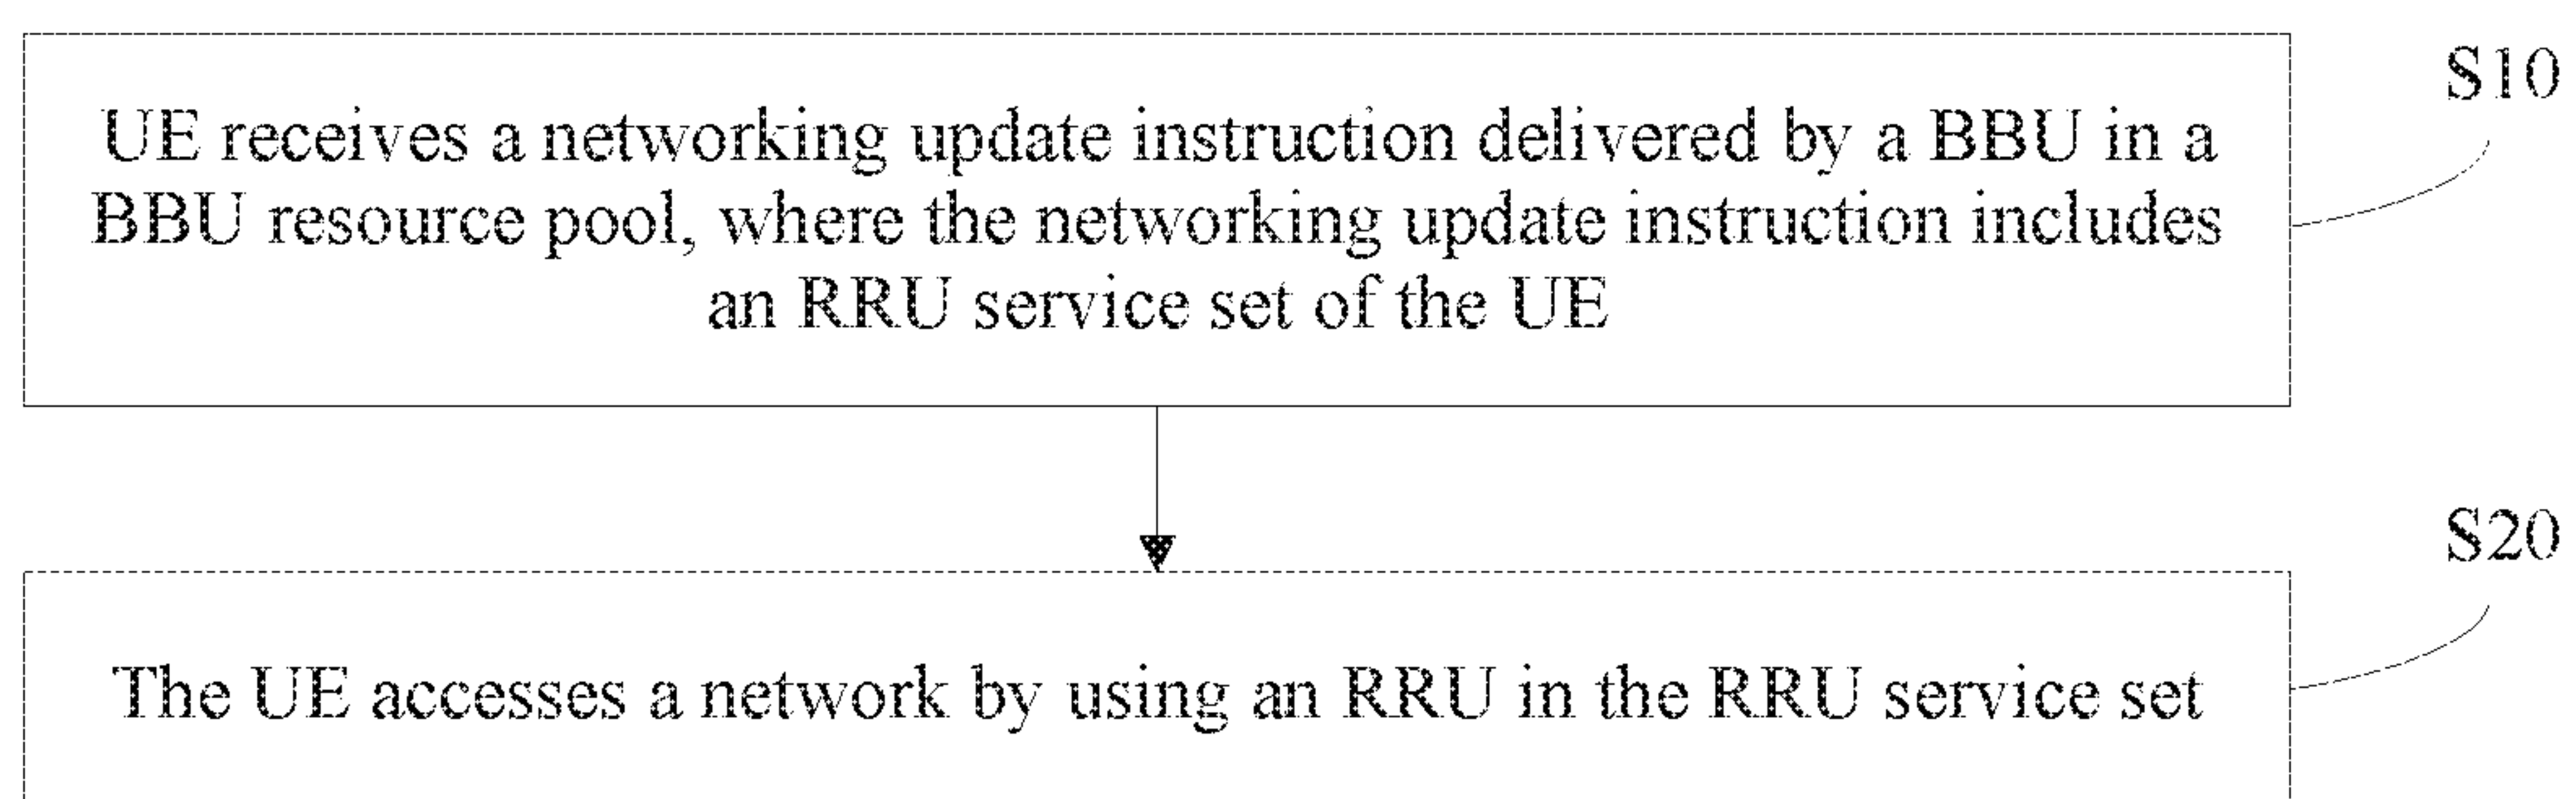 S10
UE receives a networking update instruction delivered by a BBU in a
BBU resource pool, where the networking update instruction includes
an RRU service set of the UE
S20
The UE accesses a network by using an RRU in the RRU service set